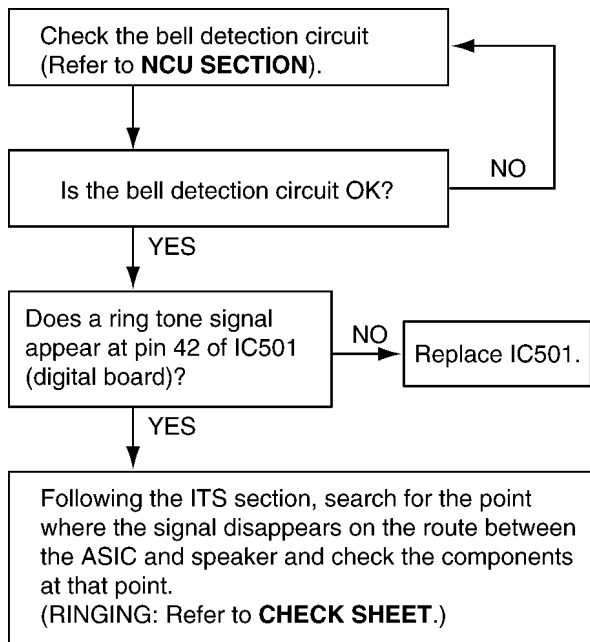 Check the bell detection circuit
(Refer to NCU SECTION).
NO
Is the bell detection circuit OK?
YES
Does a ring tone signal
appear at pin 42 of IC501
(digital board)?
NO
Replace IC501.
YES
Following the ITS section, search for the point
where the signal disappears on the route between
the ASIC and speaker and check the components
at that point.
(RINGING: Refer to CHECK SHEET.)